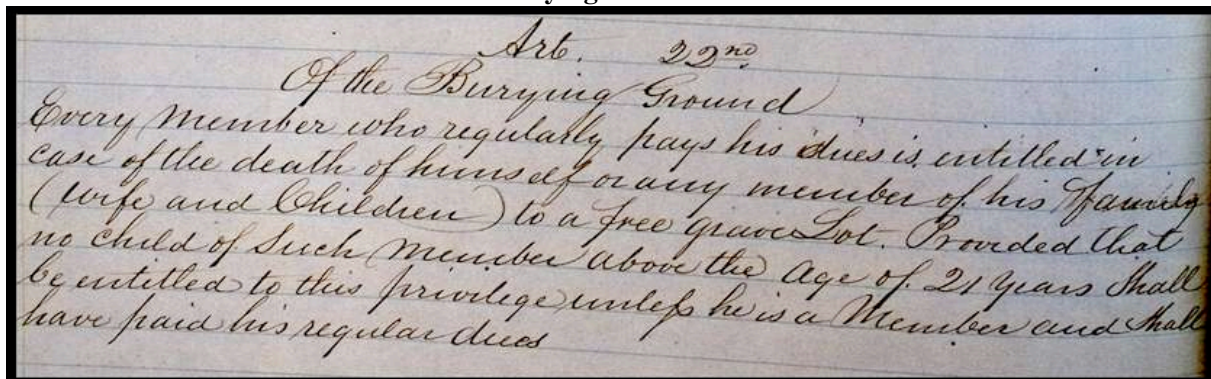 Art. 22nd
Of the Burying Ground
Every Member who regularly pays his dues is entitled in
case of the death of himself or any member of his Family
(wife and Children) to a free grave Lot. Provided that
no child of Such Member above the Age of 21 years Shall
be entitled to this privilege unless he is a Member and Shall
have paid his regular dues